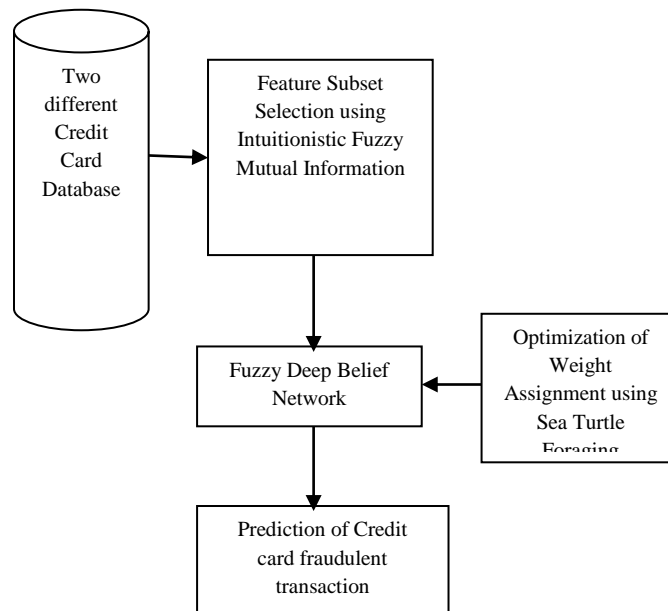 Two
different
Credit
Card
Database
Feature Subset
Selection using
Intuitionistic Fuzzy
Mutual Information
Fuzzy Deep Belief
Network
Optimization of
Weight
Assignment using
Sea Turtle
Foraging
Prediction of Credit
card fraudulent
transaction